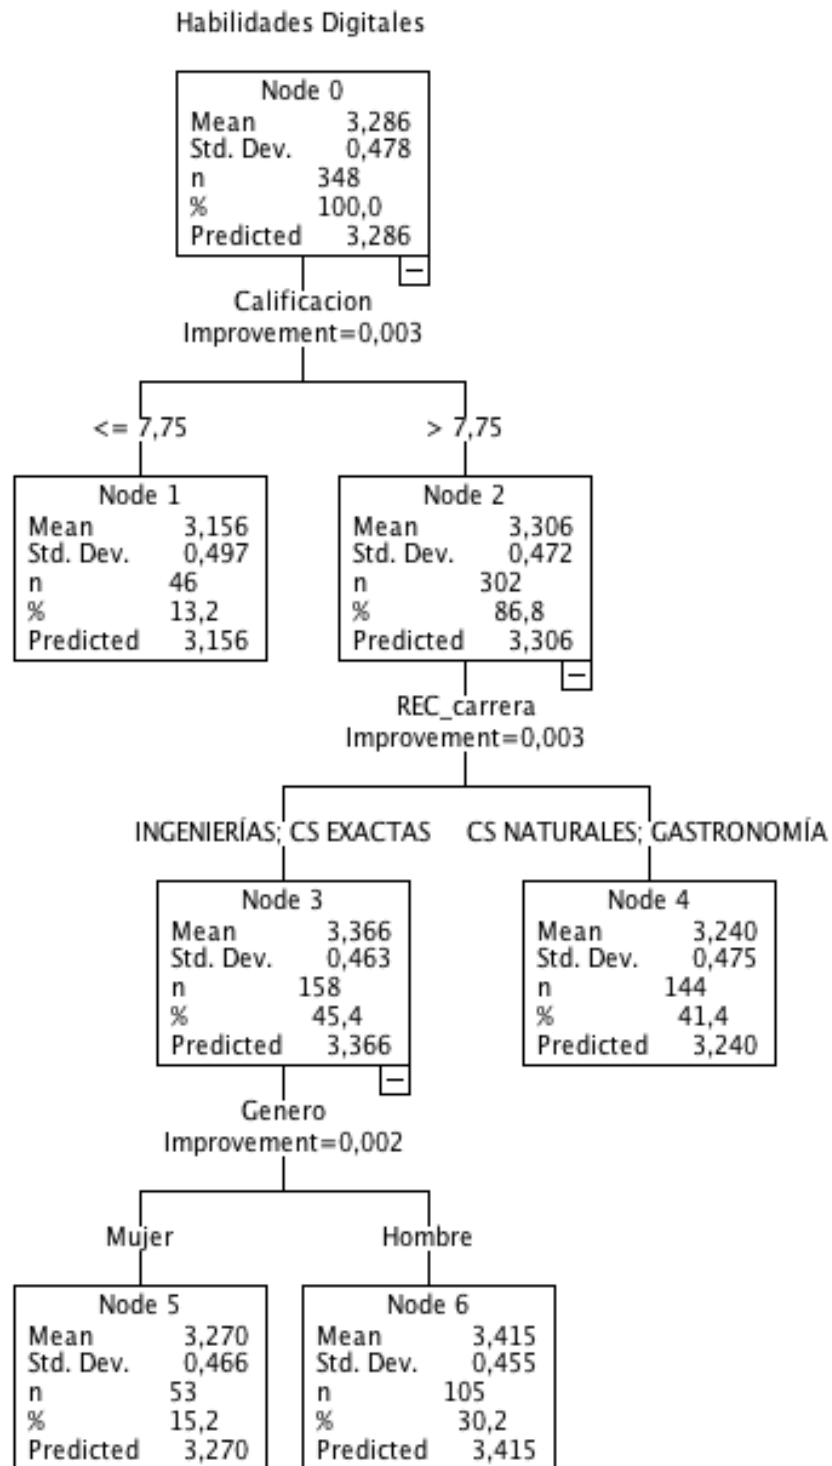 Habilidades Digitales
Node 0
Mean 3,286
Std. Dev. 0,478
n 348
% 100,0
Predicted 3,286
Calificacion
Improvement=0,003
<= 7,75
> 7,75
Node 1
Mean 3,156
Std. Dev. 0,497
n 46
% 13,2
Predicted 3,156
Node 2
Mean 3,306
Std. Dev. 0,472
n 302
% 86,8
Predicted 3,306
REC_carrera
Improvement=0,003
INGENIERÍAS; CS EXACTAS
CS NATURALES; GASTRONOMÍA
Node 3
Mean 3,366
Std. Dev. 0,463
n 158
% 45,4
Predicted 3,366
Node 4
Mean 3,240
Std. Dev. 0,475
n 144
% 41,4
Predicted 3,240
Genero
Improvement=0,002
Mujer
Hombre
Node 5
Mean 3,270
Std. Dev. 0,466
n 53
% 15,2
Predicted 3,270
Node 6
Mean 3,415
Std. Dev. 0,455
n 105
% 30,2
Predicted 3,415